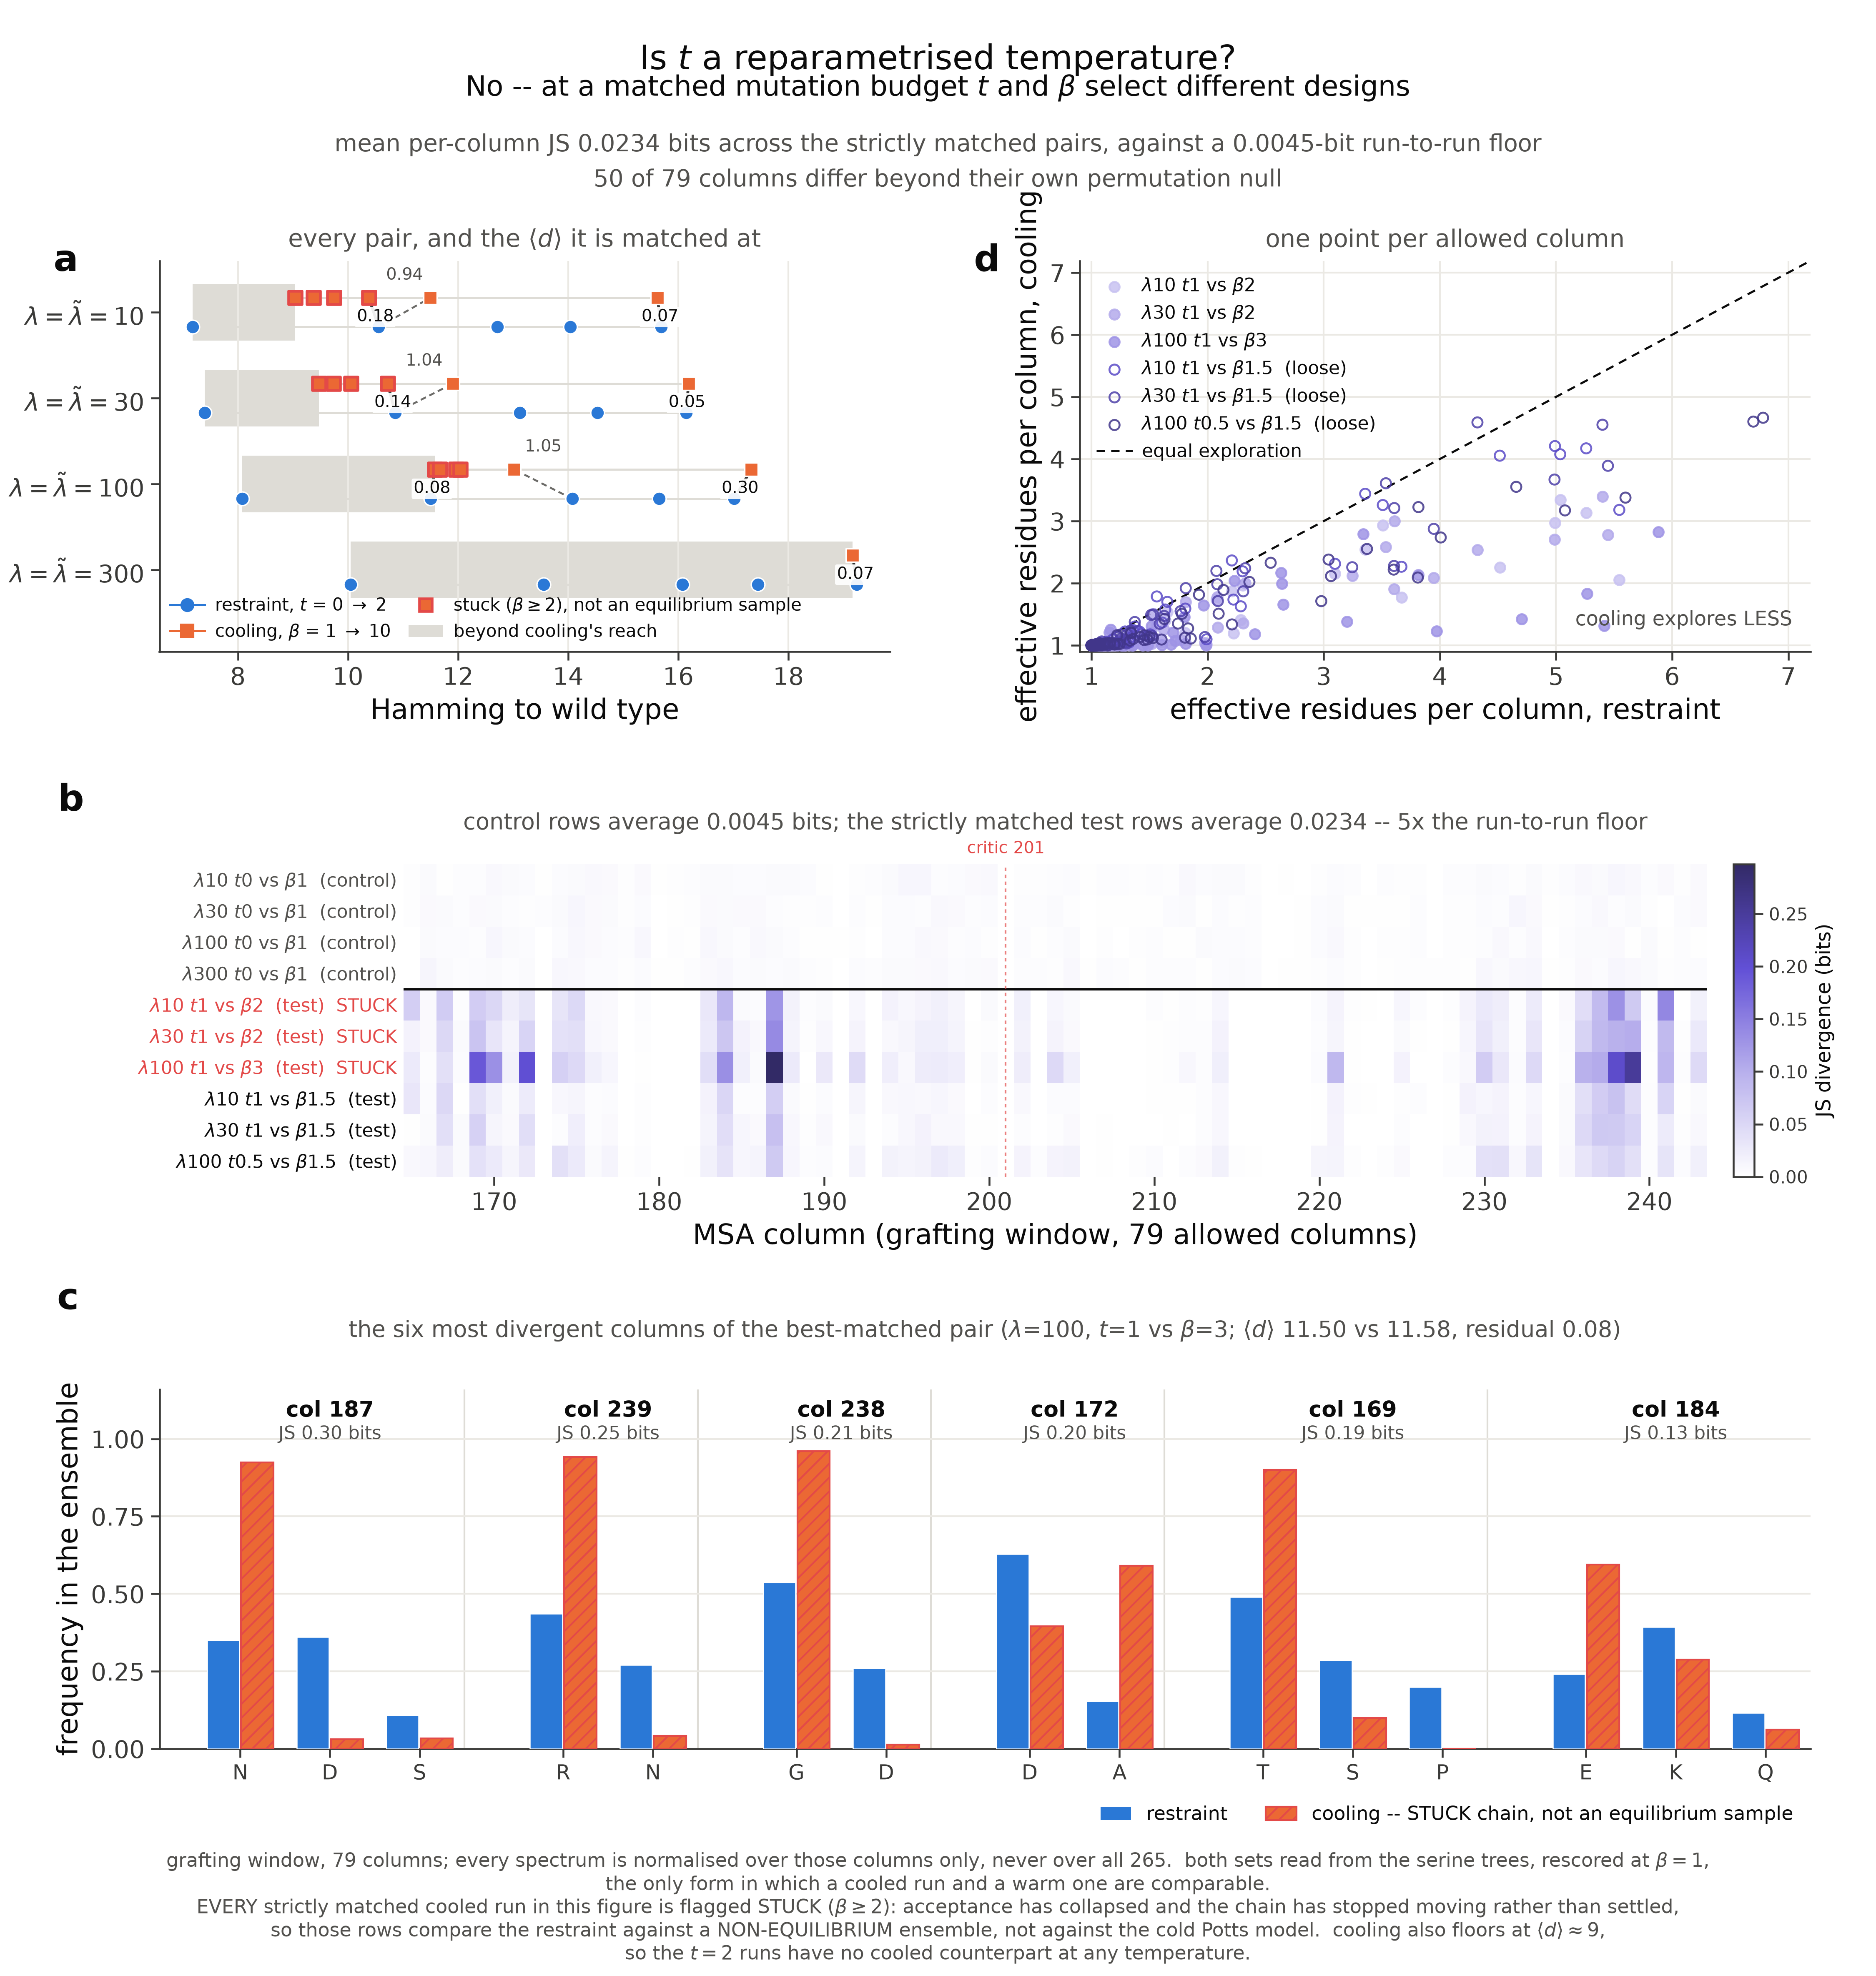 Is t a reparametrised temperature?
No -- at a matched mutation budget t and β select different designs
mean per-column JS 0.0234 bits across the strictly matched pairs, against a 0.0045-bit run-to-run floor
50 of 79 columns differ beyond their own permutation null
a
every pair, and the ⟨d⟩ it is matched at
λ = λ̃ = 10
λ = λ̃ = 30
λ = λ̃ = 100
λ = λ̃ = 300
0.94
0.18
0.07
1.04
0.14
0.05
1.05
0.08
0.30
0.07
restraint, t = 0 → 2
cooling, β = 1 → 10
stuck (β ≥ 2), not an equilibrium sample
beyond cooling's reach
8 10 12 14 16 18
Hamming to wild type
d
one point per allowed column
effective residues per column, cooling
7
6
5
4
3
2
1
λ10 t1 vs β2
λ30 t1 vs β2
λ100 t1 vs β3
λ10 t1 vs β1.5 (loose)
λ30 t1 vs β1.5 (loose)
λ100 t0.5 vs β1.5 (loose)
equal exploration
cooling explores LESS
1 2 3 4 5 6 7
effective residues per column, restraint
b
control rows average 0.0045 bits; the strictly matched test rows average 0.0234 -- 5x the run-to-run floor
critic 201
λ10 t0 vs β1 (control)
λ30 t0 vs β1 (control)
λ100 t0 vs β1 (control)
λ300 t0 vs β1 (control)
λ10 t1 vs β2 (test) STUCK
λ30 t1 vs β2 (test) STUCK
λ100 t1 vs β3 (test) STUCK
λ10 t1 vs β1.5 (test)
λ30 t1 vs β1.5 (test)
λ100 t0.5 vs β1.5 (test)
170 180 190 200 210 220 230 240
MSA column (grafting window, 79 allowed columns)
0.25
0.20
0.15
0.10
0.05
0.00
JS divergence (bits)
c
the six most divergent columns of the best-matched pair (λ=100, t=1 vs β=3; ⟨d⟩ 11.50 vs 11.58, residual 0.08)
frequency in the ensemble
1.00
0.75
0.50
0.25
0.00
col 187 col 239 col 238 col 172 col 169 col 184
JS 0.30 bits JS 0.25 bits JS 0.21 bits JS 0.20 bits JS 0.19 bits JS 0.13 bits
N D S R N G D D A T S P E K Q
restraint
cooling -- STUCK chain, not an equilibrium sample
grafting window, 79 columns; every spectrum is normalised over those columns only, never over all 265. both sets read from the serine trees, rescored at β = 1,
the only form in which a cooled run and a warm one are comparable.
EVERY strictly matched cooled run in this figure is flagged STUCK (β ≥ 2): acceptance has collapsed and the chain has stopped moving rather than settled,
so those rows compare the restraint against a NON-EQUILIBRIUM ensemble, not against the cold Potts model. cooling also floors at ⟨d⟩ ≈ 9,
so the t = 2 runs have no cooled counterpart at any temperature.